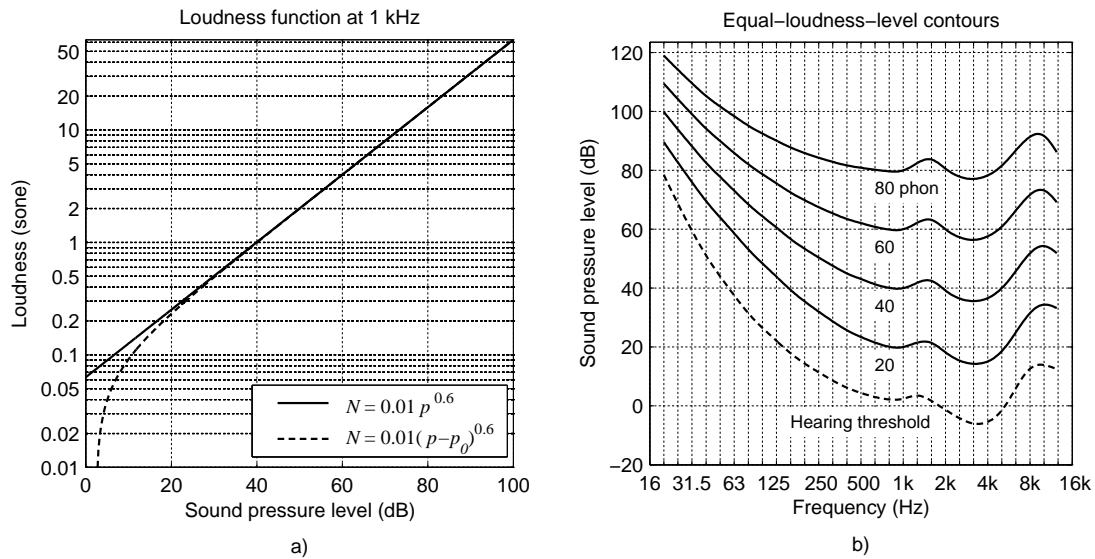 Loudness function at 1 kHz
Loudness (sone)
50
20
10
5
2
1
0.5
0.2
0.1
0.05
0.02
0.01
N = 0.01 p^0.6
N = 0.01(p−p_0)^0.6
0 20 40 60 80 100
Sound pressure level (dB)
a)
Equal−loudness−level contours
Sound pressure level (dB)
120
100
80
60
40
20
0
−20
80 phon
60
40
20
Hearing threshold
16 31.5 63 125 250 500 1k 2k 4k 8k 16k
Frequency (Hz)
b)